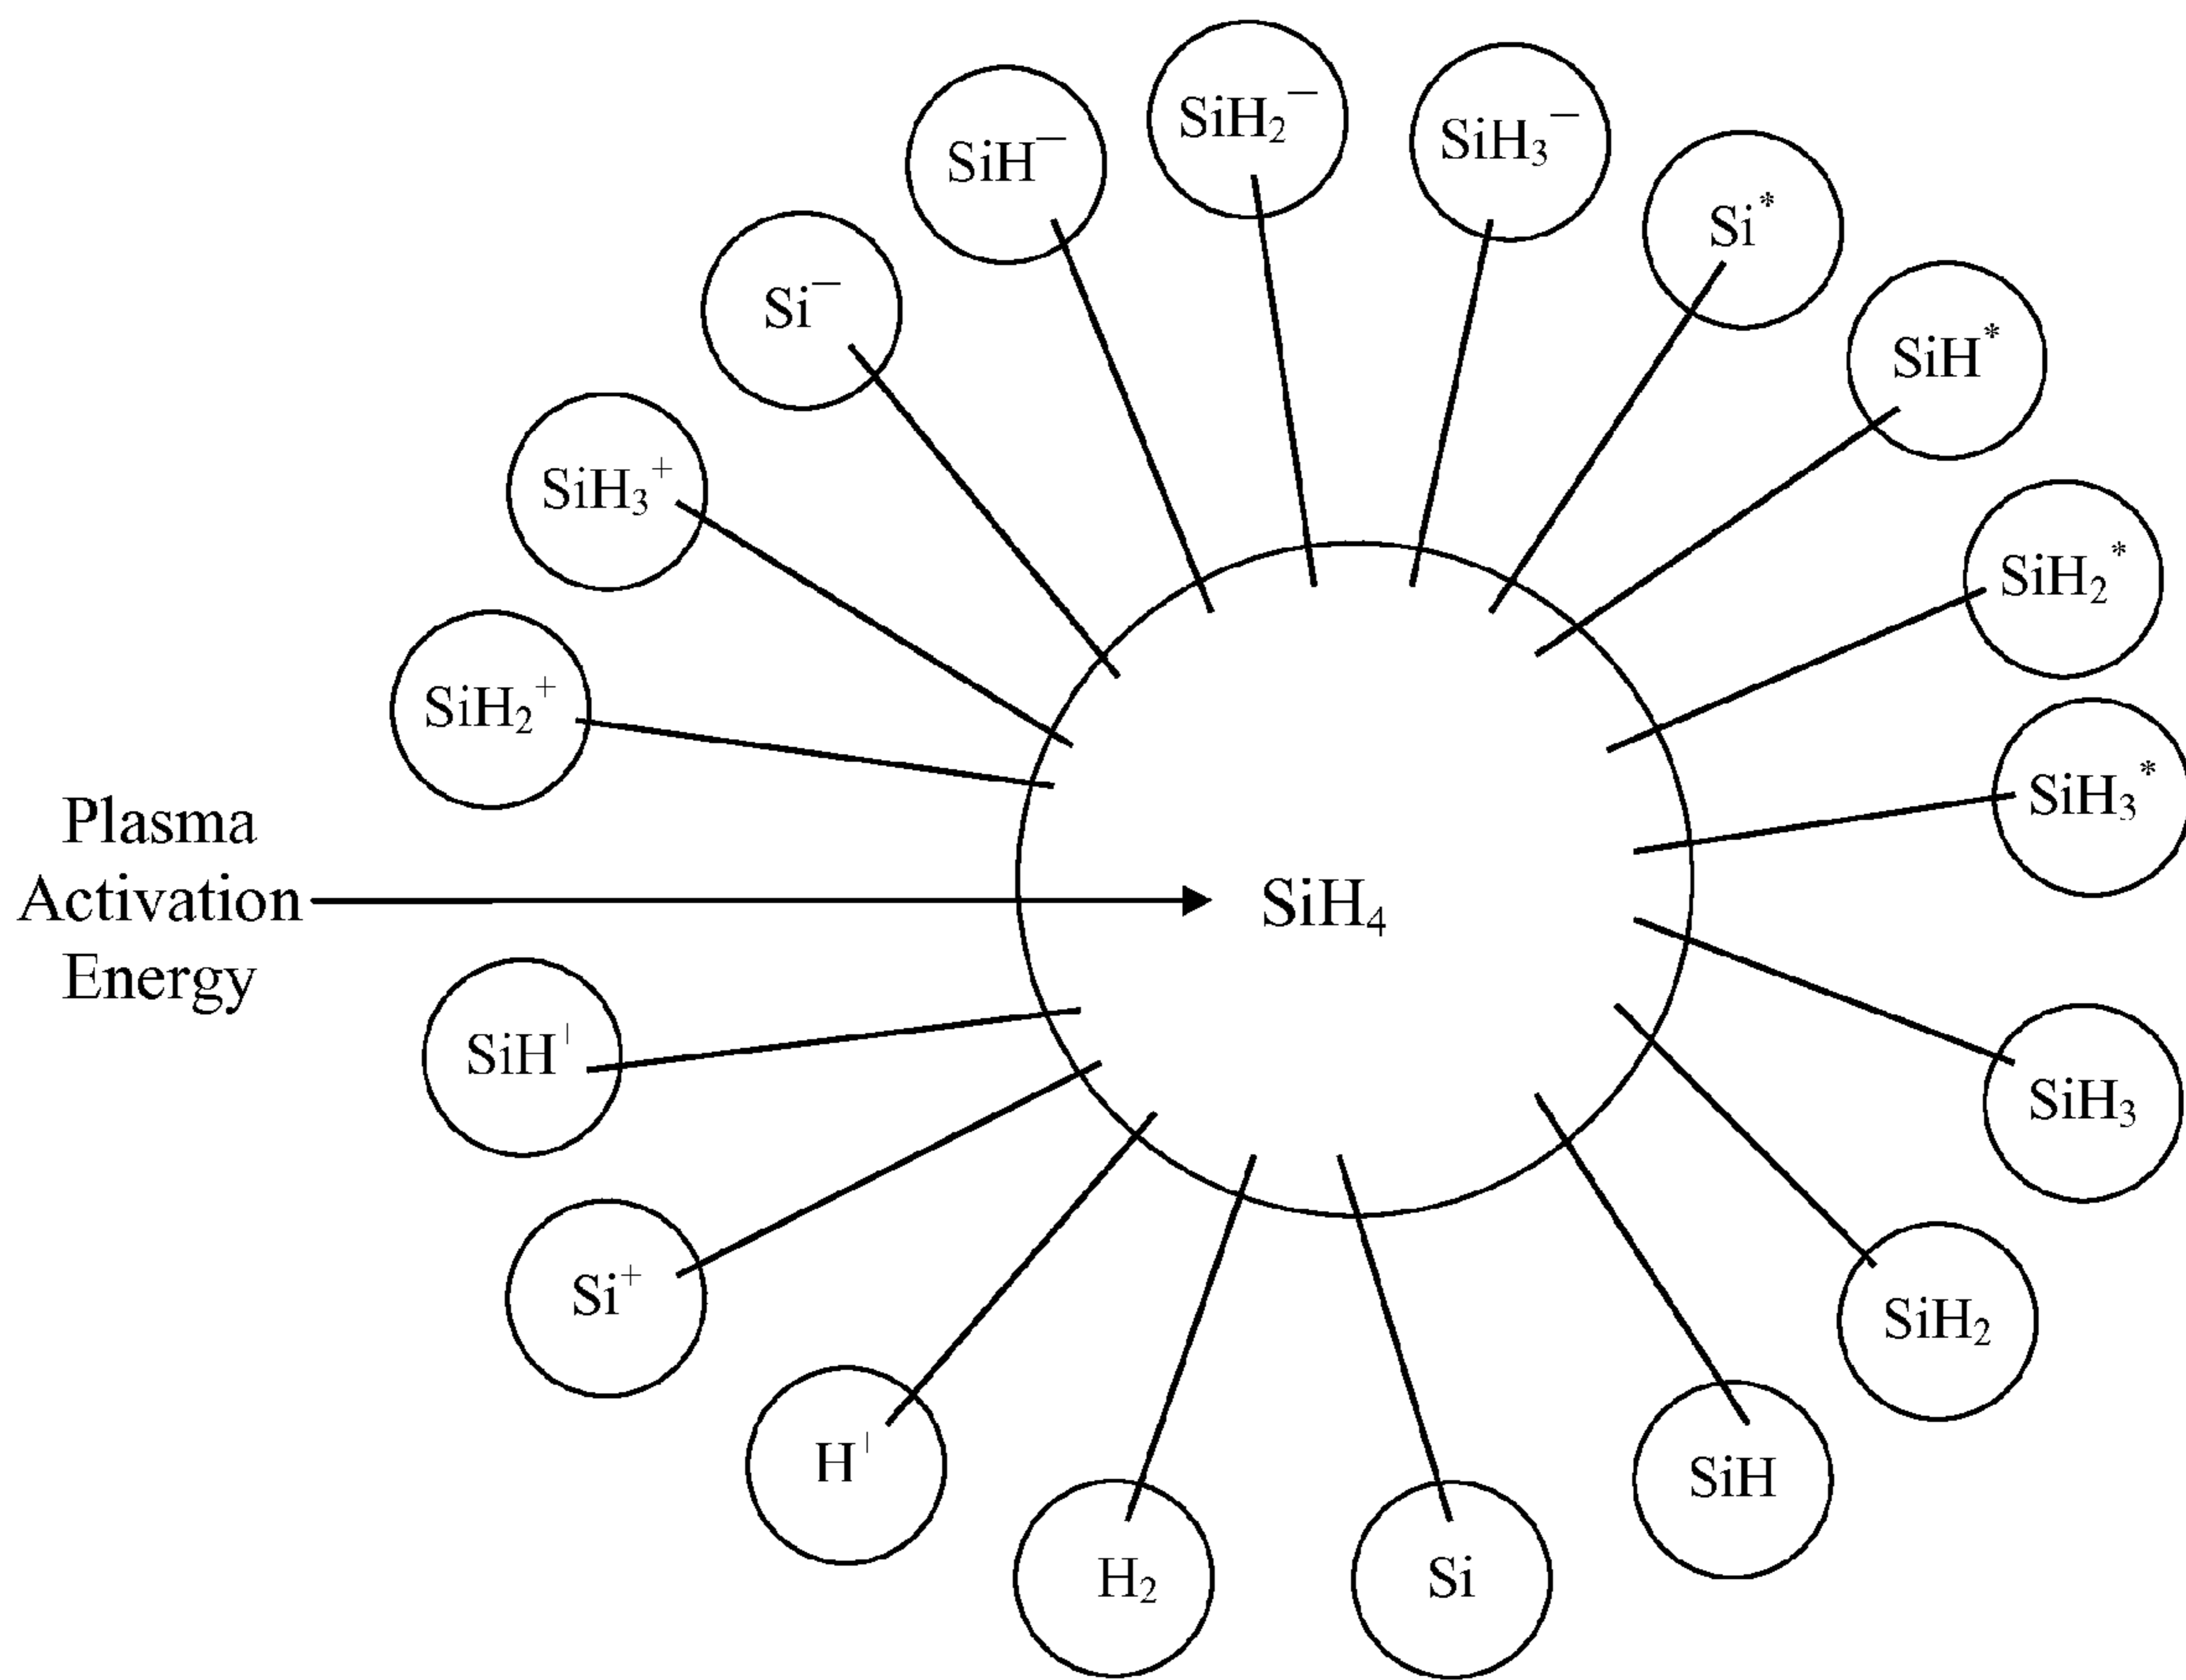 SiH₂⁻
SiH₃⁻
SiH⁻
Si*
Si⁻
SiH*
SiH₃⁺
SiH₂*
SiH₂⁺
SiH₃*
Plasma
Activation
Energy
SiH₄
SiH⁺
SiH₃
Si⁺
SiH₂
H⁺
SiH
H₂
Si